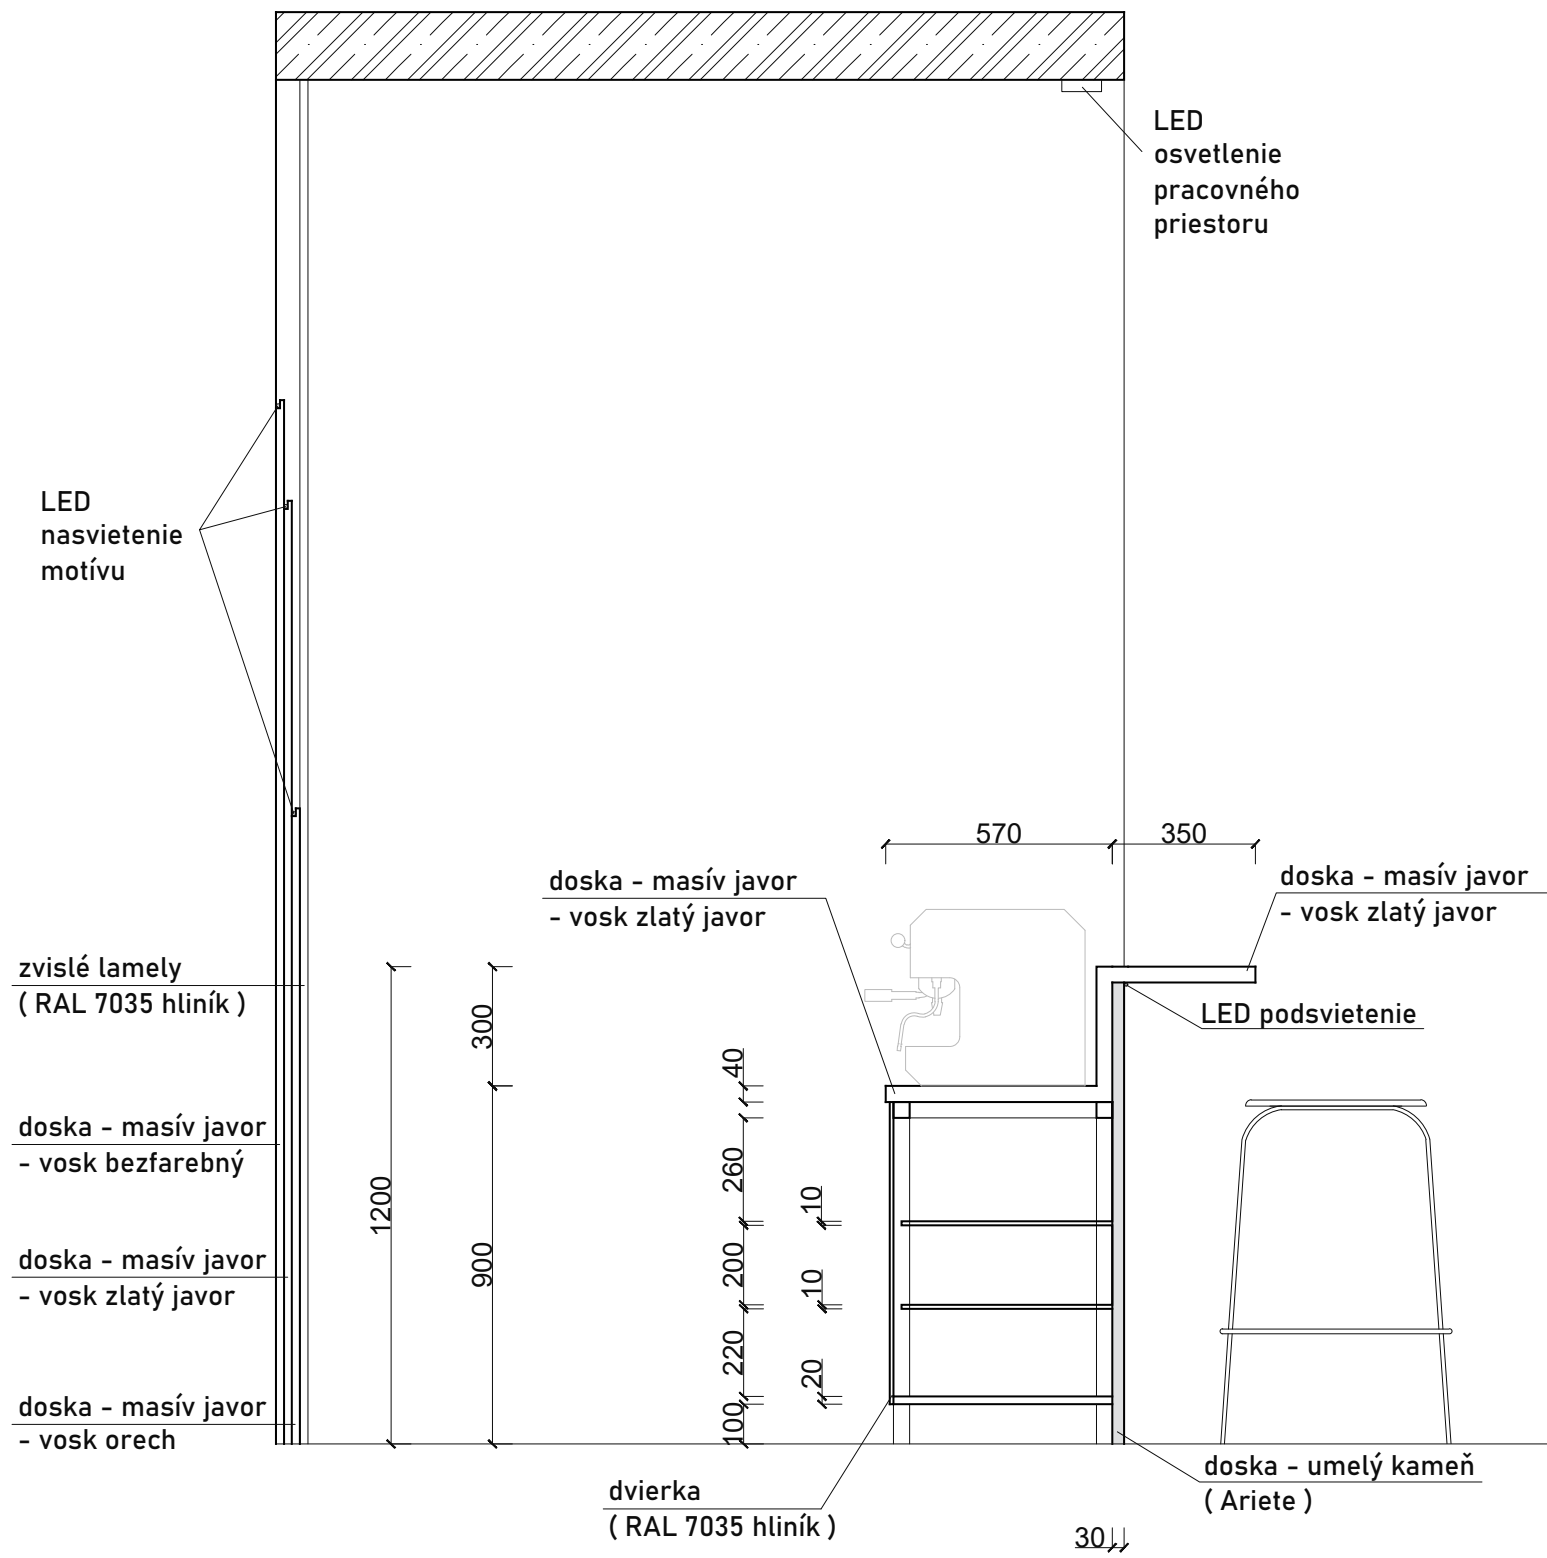 LED
osvetlenie
pracovného
priestoru
LED
nasvietenie
motívu
570
350
doska - masív javor
- vosk zlatý javor
doska - masív javor
- vosk zlatý javor
zvislé lamely
( RAL 7035 hliník )
LED podsvietenie
300
40
doska - masív javor
- vosk bezfarebný
1200
260
10
900
200
10
doska - masív javor
- vosk zlatý javor
220
20
100
doska - masív javor
- vosk orech
dvierka
( RAL 7035 hliník )
doska - umelý kameň
( Ariete )
30